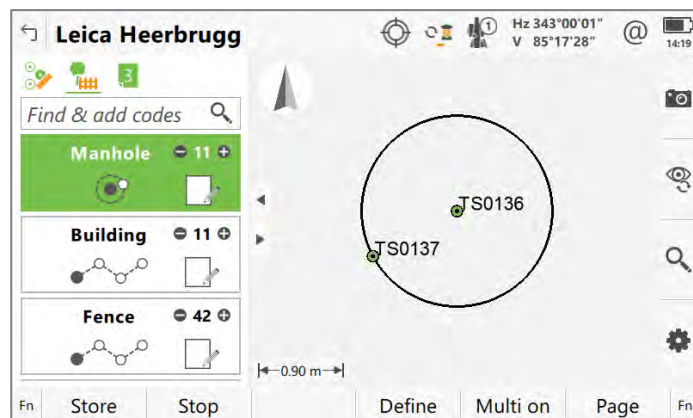 Leica Heerbrugg
1
Hz 343°00'01"
V 85°17'28"
@
14:19
3
Find & add codes
Manhole
11
Building
11
Fence
42
TS0136
TS0137
0.90 m
Fn
Store
Stop
Define
Multi on
Page
Fn